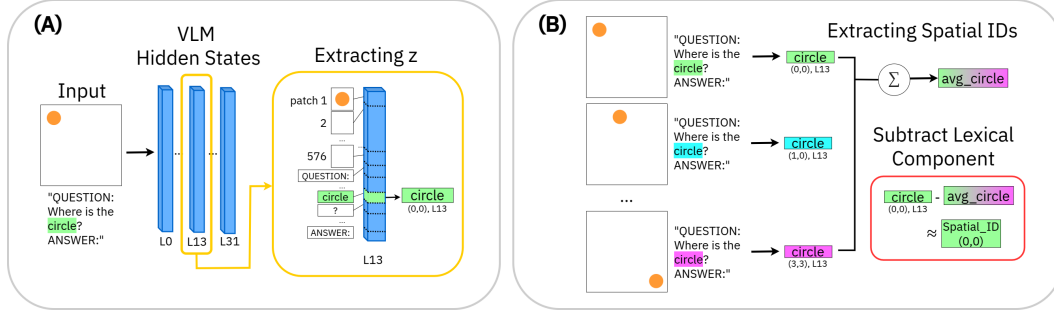 (A)
VLM
Hidden States
Input
"QUESTION:
Where is the
circle?
ANSWER:"
...
...
L0
L13
L31
Extracting z
patch 1
2
...
576
QUESTION:
...
circle
?
...
ANSWER:
circle
(0,0), L13
L13
(B)
"QUESTION:
Where is the
circle?
ANSWER:"
circle
(0,0), L13
"QUESTION:
Where is the
circle?
ANSWER:"
circle
(1,0), L13
...
"QUESTION:
Where is the
circle?
ANSWER:"
circle
(3,3), L13
Extracting Spatial IDs
Σ
avg_circle
Subtract Lexical
Component
circle - avg_circle
(0,0), L13
≈ Spatial_ID
(0,0)